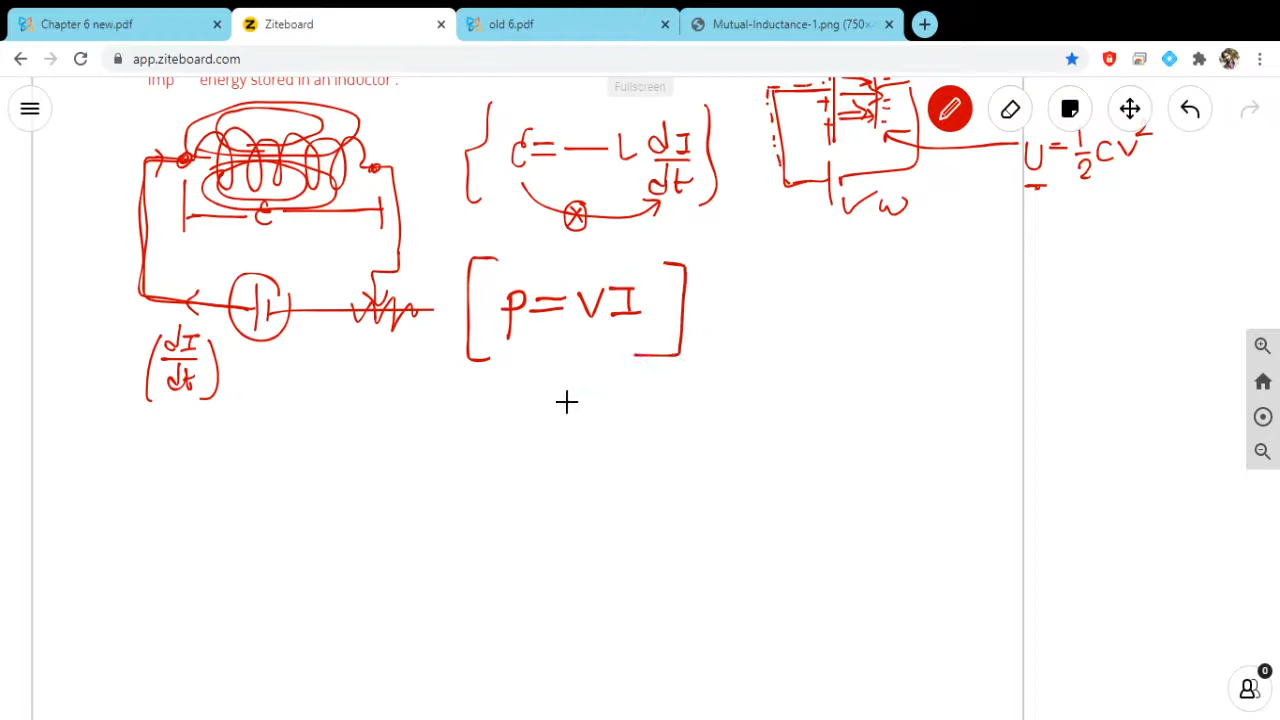 Chapter 6 new.pdf
Ziteboard
old 6.pdf
Mutual-Inductance-1.png (750×
app.ziteboard.com
Imp energy stored in an inductor .
Fullscreen
ℰ = − L dI/dt
U = 1/2 CV²
ℰ
V W
P = VI
(dI/dt)
0